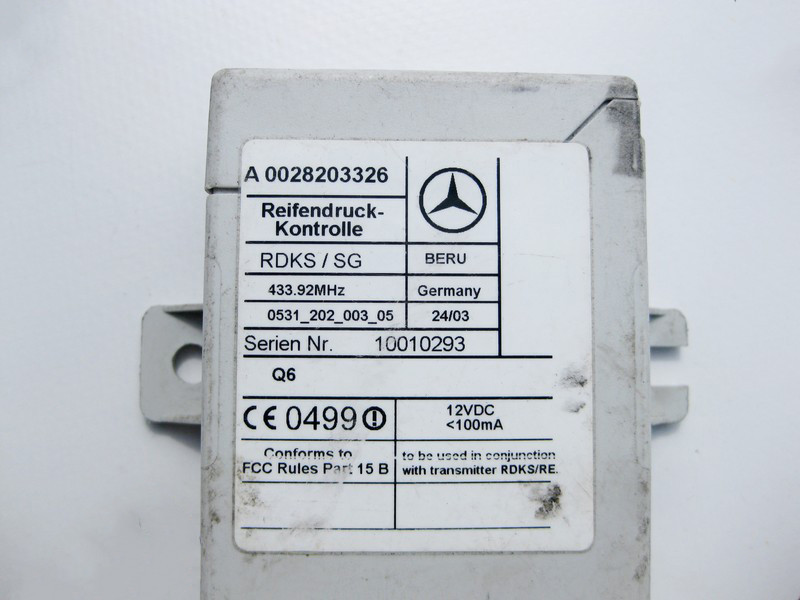 A 0028203326
Reifendruck-
Kontrolle
RDKS / SG
BERU
433.92MHz
Germany
0531_202_003_05
24/03
Serien Nr. 10010293
Q6
CE 0499
12VDC
<100mA
Conforms to
FCC Rules Part 15 B
to be used in conjunction
with transmitter RDKS/RE.